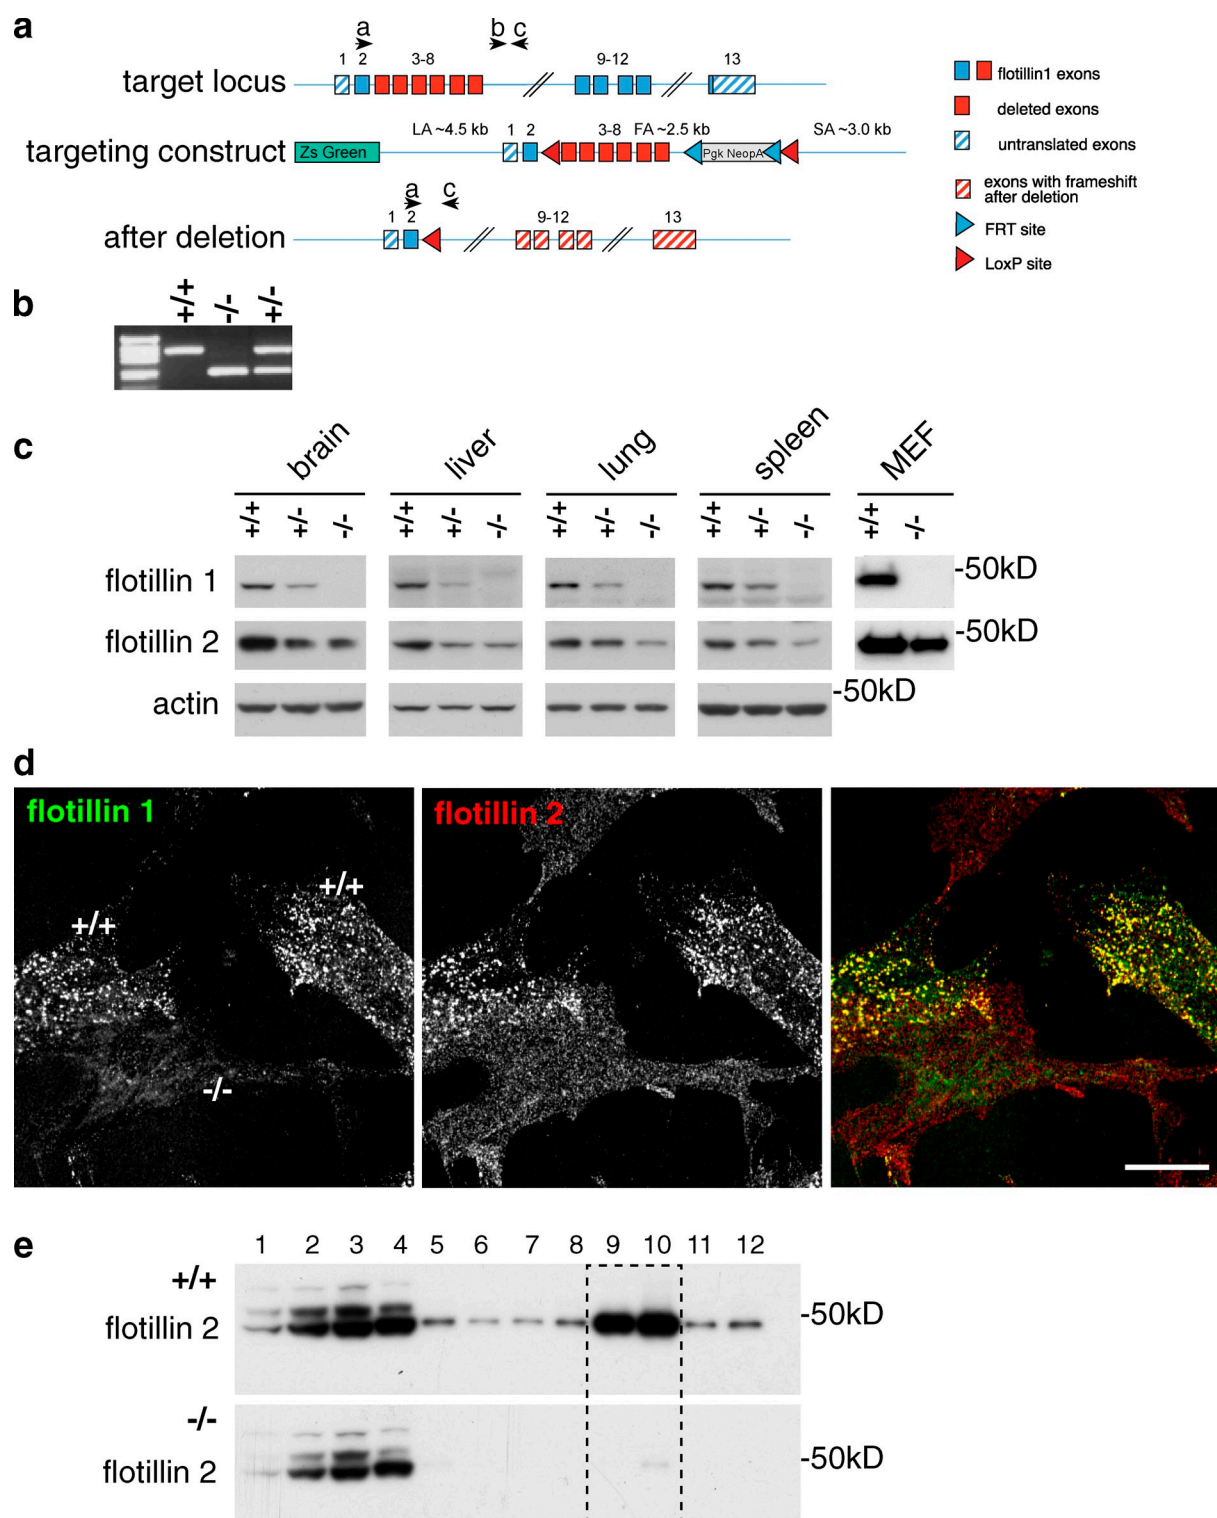 a
a b c
1 2 3-8 9-12 13
target locus
flotillin1 exons
deleted exons
untranslated exons
exons with frameshift
after deletion
FRT site
LoxP site
LA ~4.5 kb 1 2 3-8 FA ~2.5 kb SA ~3.0 kb
targeting construct Zs Green Pgk NeopA
a c
1 2 9-12 13
after deletion
b
+/+ -/- +/-
c
brain liver lung spleen MEF
+/+ +/- -/- +/+ +/- -/- +/+ +/- -/- +/+ +/- -/- +/+ -/-
flotillin 1 -50kD
flotillin 2 -50kD
actin -50kD
d
flotillin 1 flotillin 2
+/+ +/+
-/-
e
1 2 3 4 5 6 7 8 9 10 11 12
+/+
flotillin 2 -50kD
-/-
flotillin 2 -50kD